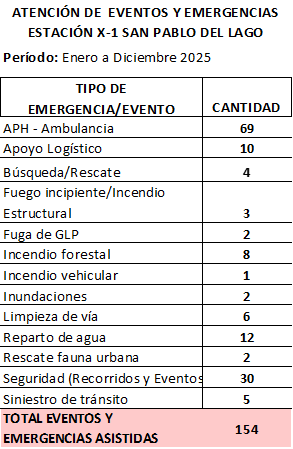 ATENCIÓN DE EVENTOS Y EMERGENCIAS
ESTACIÓN X-1 SAN PABLO DEL LAGO
Período: Enero a Diciembre 2025
TIPO DE
EMERGENCIA/EVENTO CANTIDAD
APH - Ambulancia 69
Apoyo Logístico 10
Búsqueda/Rescate 4
Fuego incipiente/Incendio
Estructural 3
Fuga de GLP 2
Incendio forestal 8
Incendio vehicular 1
Inundaciones 2
Limpieza de vía 6
Reparto de agua 12
Rescate fauna urbana 2
Seguridad (Recorridos y Eventos 30
Siniestro de tránsito 5
TOTAL EVENTOS Y
EMERGENCIAS ASISTIDAS 154